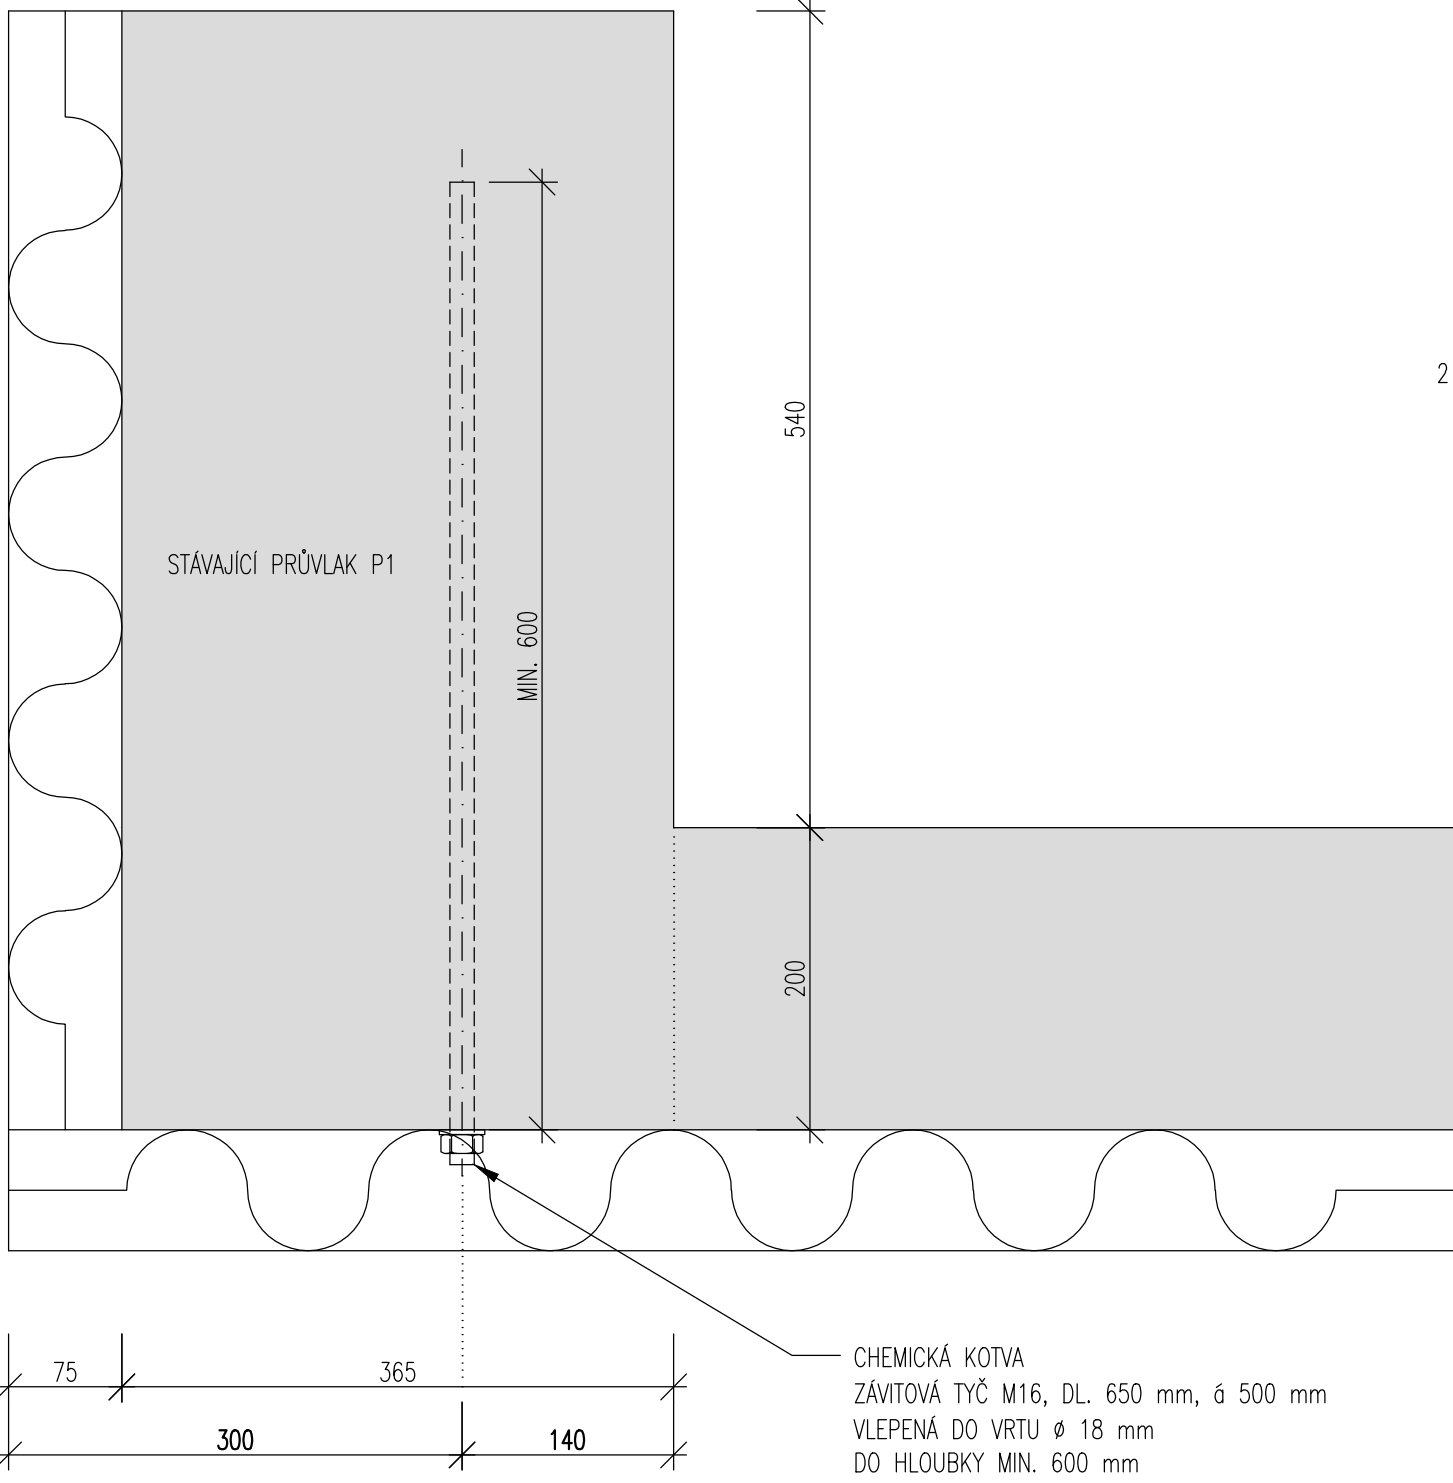 2
540
STÁVAJÍCÍ PRŮVLAK P1
MIN. 600
200
75
365
300
140
CHEMICKÁ KOTVA
ZÁVITOVÁ TYČ M16, DL. 650 mm, á 500 mm
VLEPENÁ DO VRTU ø 18 mm
DO HLOUBKY MIN. 600 mm